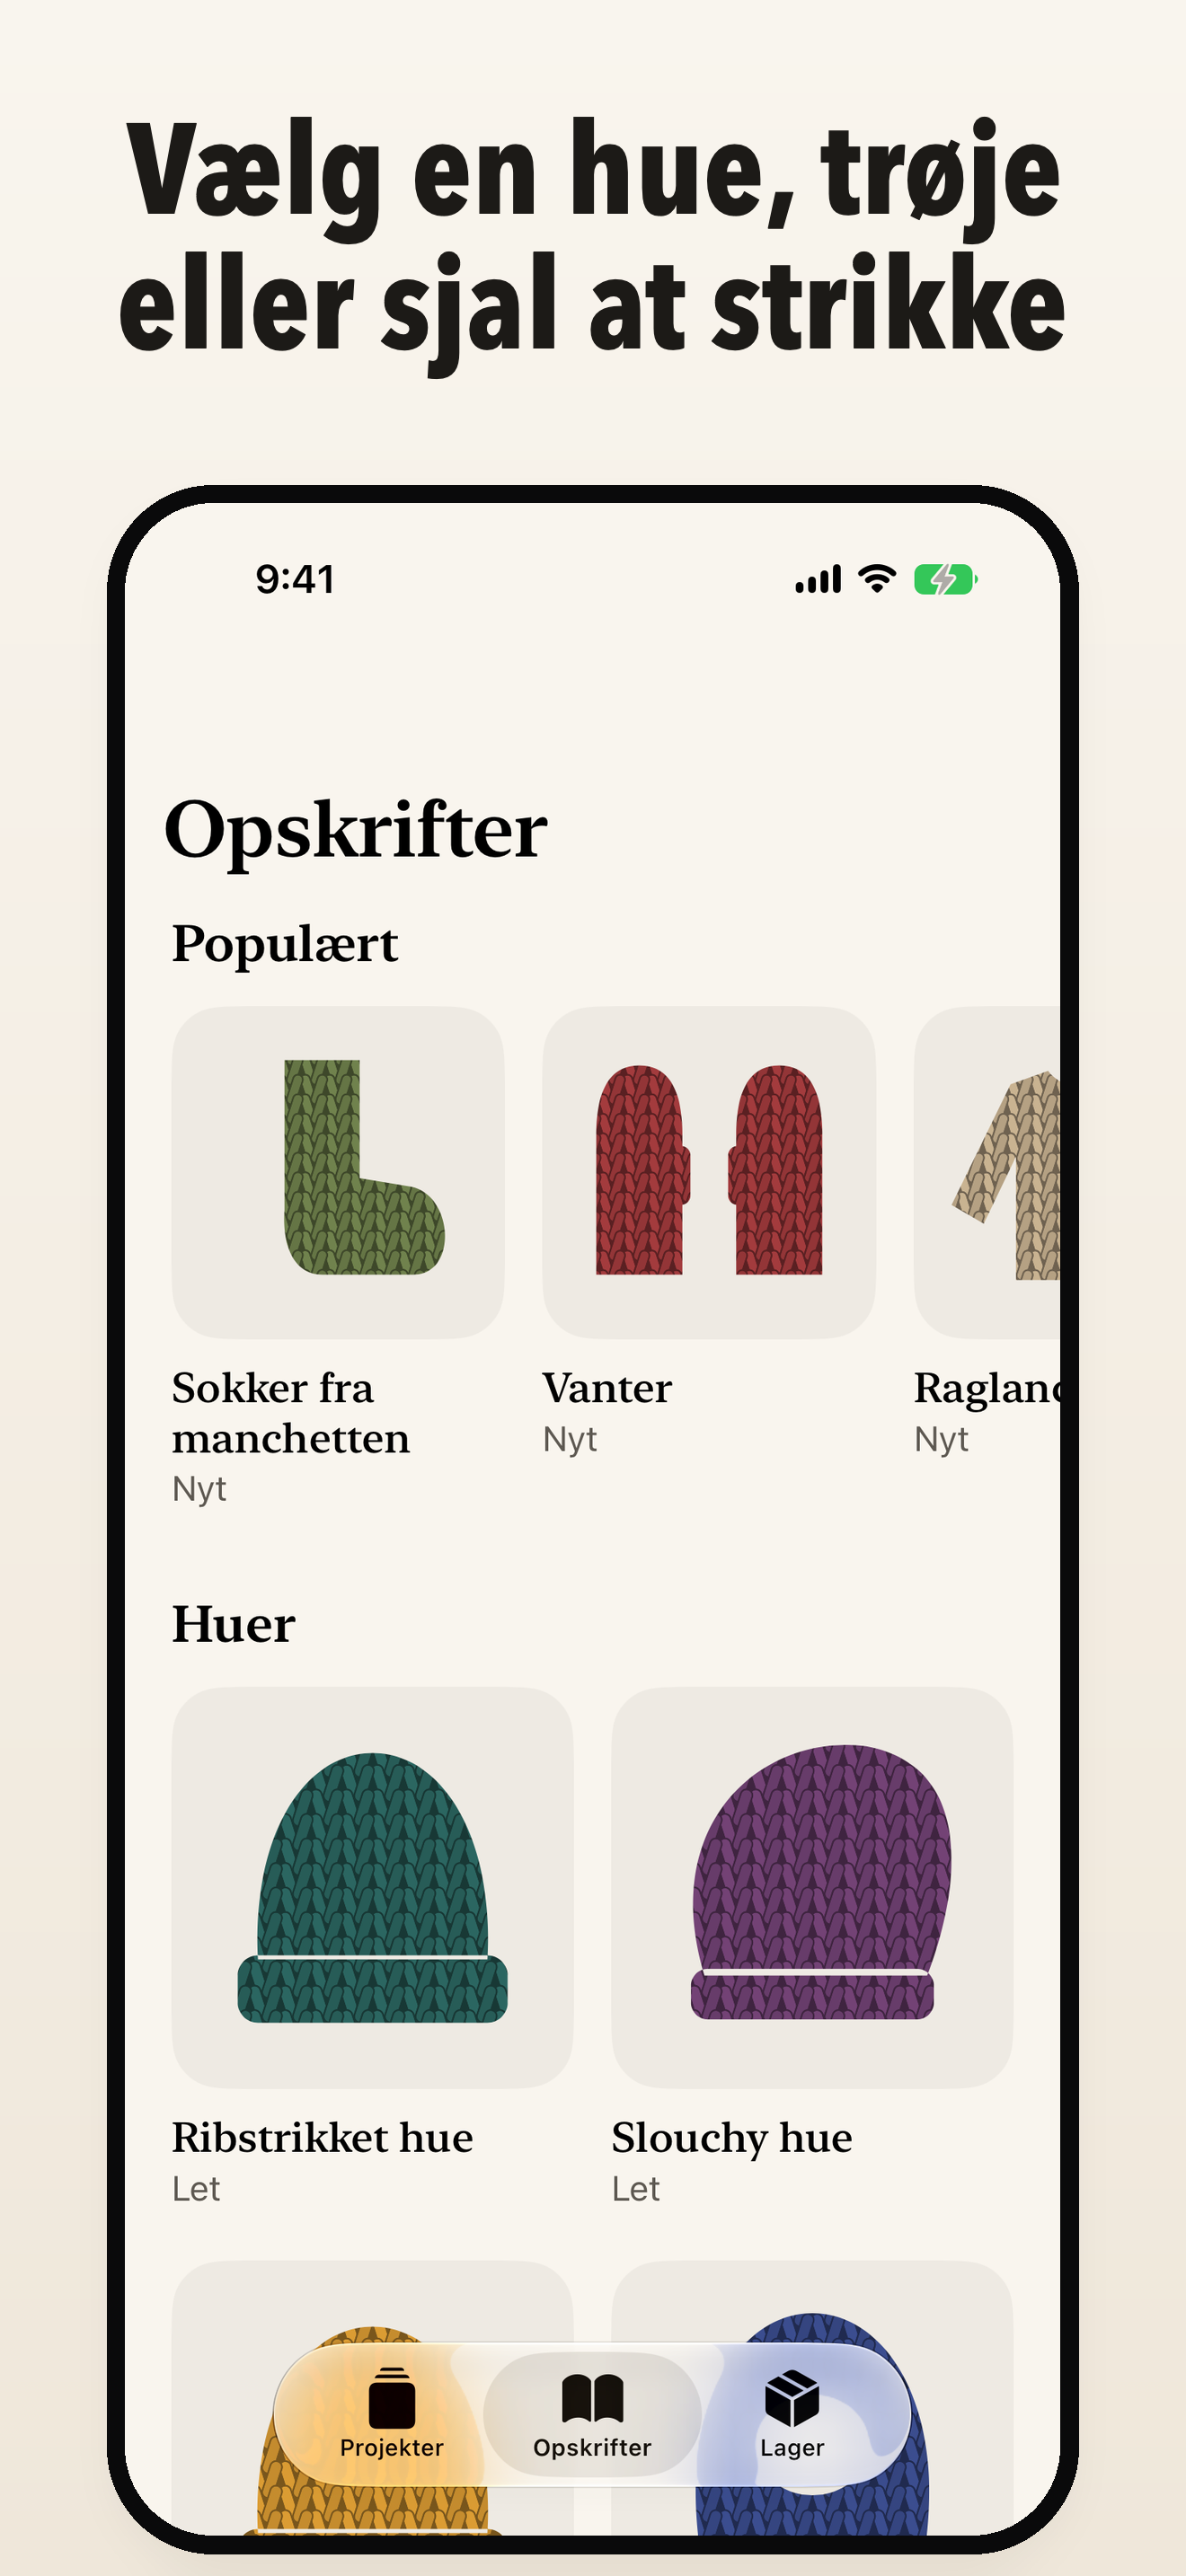 Vælg en hue, trøje
eller sjal at strikke
9:41
Opskrifter
Populært
Sokker fra
manchetten
Nyt
Vanter
Nyt
Nyt
Huer
Ribstrikket hue
Let
Slouchy hue
Let
Projekter
Opskrifter
Lager